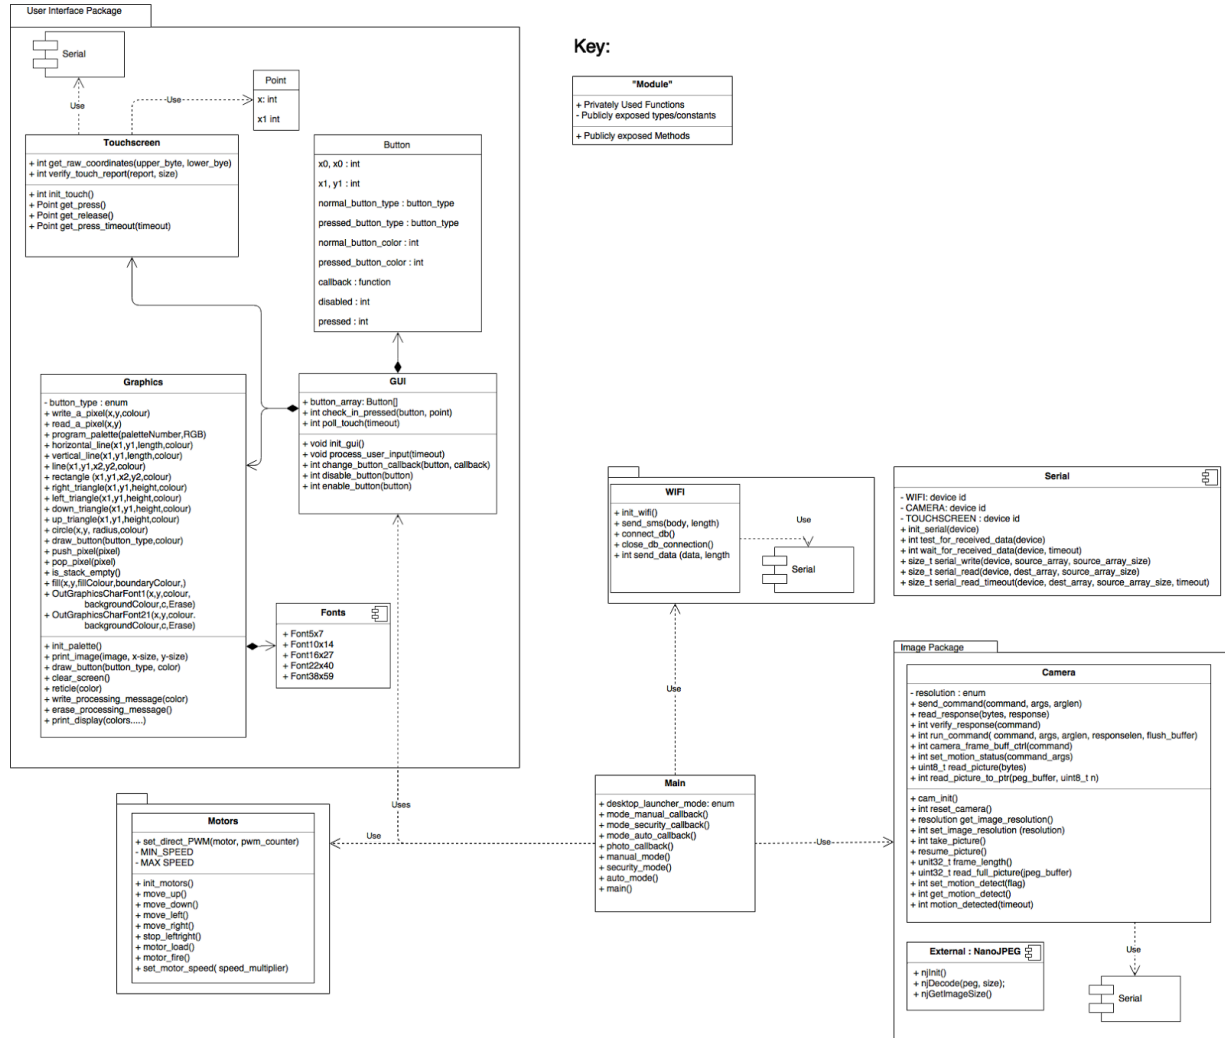 User Interface Package
Serial
Use
Use
Point
x: int
x1 int
Touchscreen
+ int get_raw_coordinates(upper_byte, lower_bye)
+ int verify_touch_report(report, size)
+ int init_touch()
+ Point get_press()
+ Point get_release()
+ Point get_press_timeout(timeout)
Button
x0, x0 : int
x1, y1 : int
normal_button_type : button_type
pressed_button_type : button_type
normal_button_color : int
pressed_button_color : int
callback : function
disabled : int
pressed : int
Key:
"Module"
+ Privately Used Functions
- Publicly exposed types/constants
+ Publicly exposed Methods
Graphics
- button_type : enum
+ write_a_pixel(x,y,colour)
+ read_a_pixel(x,y)
+ program_palette(paletteNumber,RGB)
+ horizontal_line(x1,y1,length,colour)
+ vertical_line(x1,y1,length,colour)
+ line(x1,y1,x2,y2,colour)
+ rectangle (x1,y1,x2,y2,colour)
+ right_triangle(x1,y1,height,colour)
+ left_triangle(x1,y1,height,colour)
+ down_triangle(x1,y1,height,colour)
+ up_triangle(x1,y1,height,colour)
+ circle(x,y, radius,colour)
+ draw_button(button_type,colour)
+ push_pixel(pixel)
+ pop_pixel(pixel)
+ is_stack_empty()
+ fill(x,y,fillColour,boundaryColour,)
+ OutGraphicsCharFont1(x,y,colour,
backgroundColour,c,Erase)
+ OutGraphicsCharFont21(x,y,colour.
backgroundColour,c,Erase)
+ init_palette()
+ print_image(image, x-size, y-size)
+ draw_button(button_type, color)
+ clear_screen()
+ reticle(color)
+ write_processing_message(color)
+ erase_processing_message()
+ print_display(colors.....)
GUI
+ button_array: Button[]
+ int check_in_pressed(button, point)
+ int poll_touch(timeout)
+ void init_gui()
+ void process_user_input(timeout)
+ int change_button_callback(button, callback)
+ int disable_button(button)
+ int enable_button(button)
Fonts
+ Font5x7
+ Font10x14
+ Font16x27
+ Font22x40
+ Font38x59
WIFI
+ init_wifi()
+ send_sms(body, length)
+ connect_db()
+ close_db_connection()
+ int send_data (data, length
Use
Serial
Serial
- WIFI: device id
- CAMERA: device id
- TOUCHSCREEN : device id
+ init_serial(device)
+ int test_for_received_data(device)
+ int wait_for_received_data(device, timeout)
+ size_t serial_write(device, source_array, source_array_size)
+ size_t serial_read(device, dest_array, source_array_size)
+ size_t serial_read_timeout(device, dest_array, source_array_size, timeout)
Use
Image Package
Camera
- resolution : enum
+ send_command(command, args, arglen)
+ read_response(bytes, response)
+ int verify_response(command)
+ int run_command( command, args, arglen, responselen, flush_buffer)
+ int camera_frame_buff_ctrl(command)
+ int set_motion_status(command_args)
+ uint8_t read_picture(bytes)
+ int read_picture_to_ptr(peg_buffer, uint8_t n)
+ cam_init()
+ int reset_camera()
+ resolution get_image_resolution()
+ int set_image_resolution (resolution)
+ int take_picture()
+ resume_picture()
+ unit32_t frame_length()
+ uint32_t read_full_picture(jpeg_buffer)
+ int set_motion_detect(flag)
+ int get_motion_detect()
+ int motion_detected(timeout)
Use
External : NanoJPEG
+ njInit()
+ njDecode(peg, size);
+ njGetImageSize()
Serial
Main
+ desktop_launcher_mode: enum
+ mode_manual_callback()
+ mode_security_callback()
+ mode_auto_callback()
+ photo_callback()
+ manual_mode()
+ security_mode()
+ auto_mode()
+ main()
Uses
Use
Use
Motors
+ set_direct_PWM(motor, pwm_counter)
- MIN_SPEED
- MAX SPEED
+ init_motors()
+ move_up()
+ move_down()
+ move_left()
+ move_right()
+ stop_leftright()
+ motor_load()
+ motor_fire()
+ set_motor_speed( speed_multiplier)